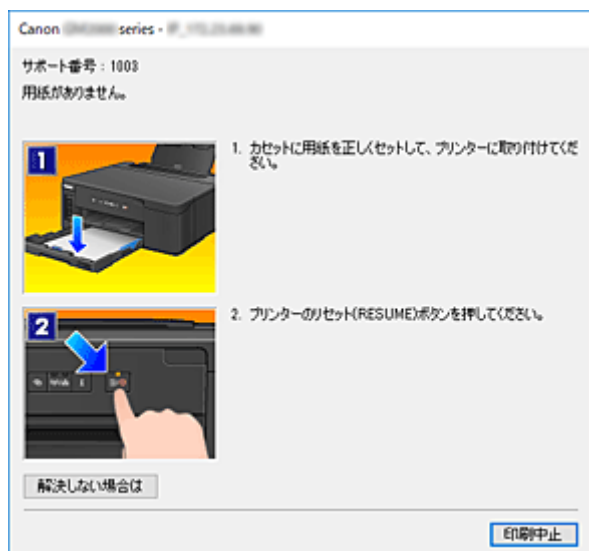 Canon series -
サポート番号：1003
用紙がありません。
1
1. カセットに用紙を正しくセットして、プリンターに取り付けてくだ
さい。
2
2. プリンターのリセット(RESUME)ボタンを押してください。
解決しない場合は
印刷中止